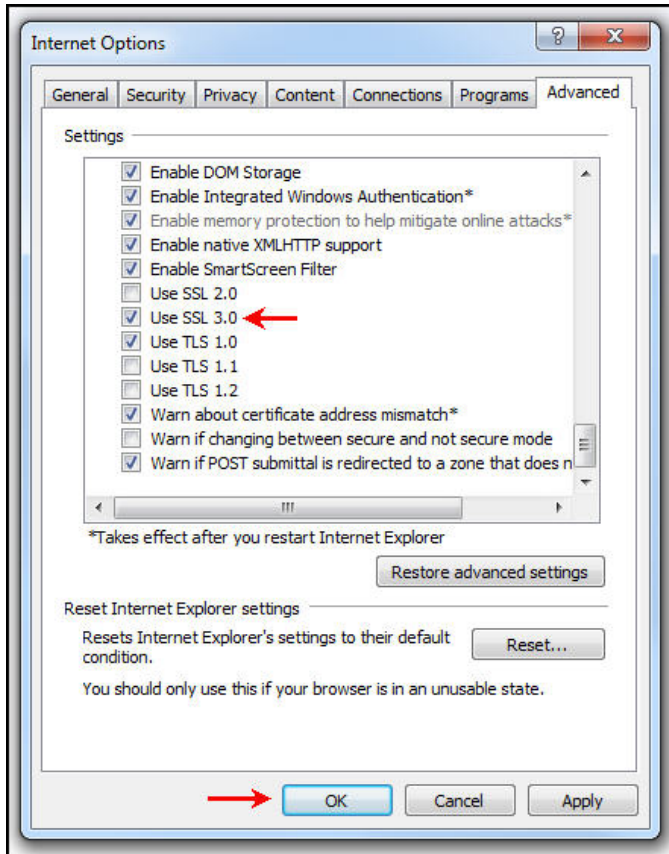 Internet Options
General Security Privacy Content Connections Programs Advanced
Settings
Enable DOM Storage
Enable Integrated Windows Authentication*
Enable memory protection to help mitigate online attacks*
Enable native XMLHTTP support
Enable SmartScreen Filter
Use SSL 2.0
Use SSL 3.0
Use TLS 1.0
Use TLS 1.1
Use TLS 1.2
Warn about certificate address mismatch*
Warn if changing between secure and not secure mode
Warn if POST submittal is redirected to a zone that does n
*Takes effect after you restart Internet Explorer
Restore advanced settings
Reset Internet Explorer settings
Resets Internet Explorer's settings to their default
condition.
Reset...
You should only use this if your browser is in an unusable state.
OK Cancel Apply